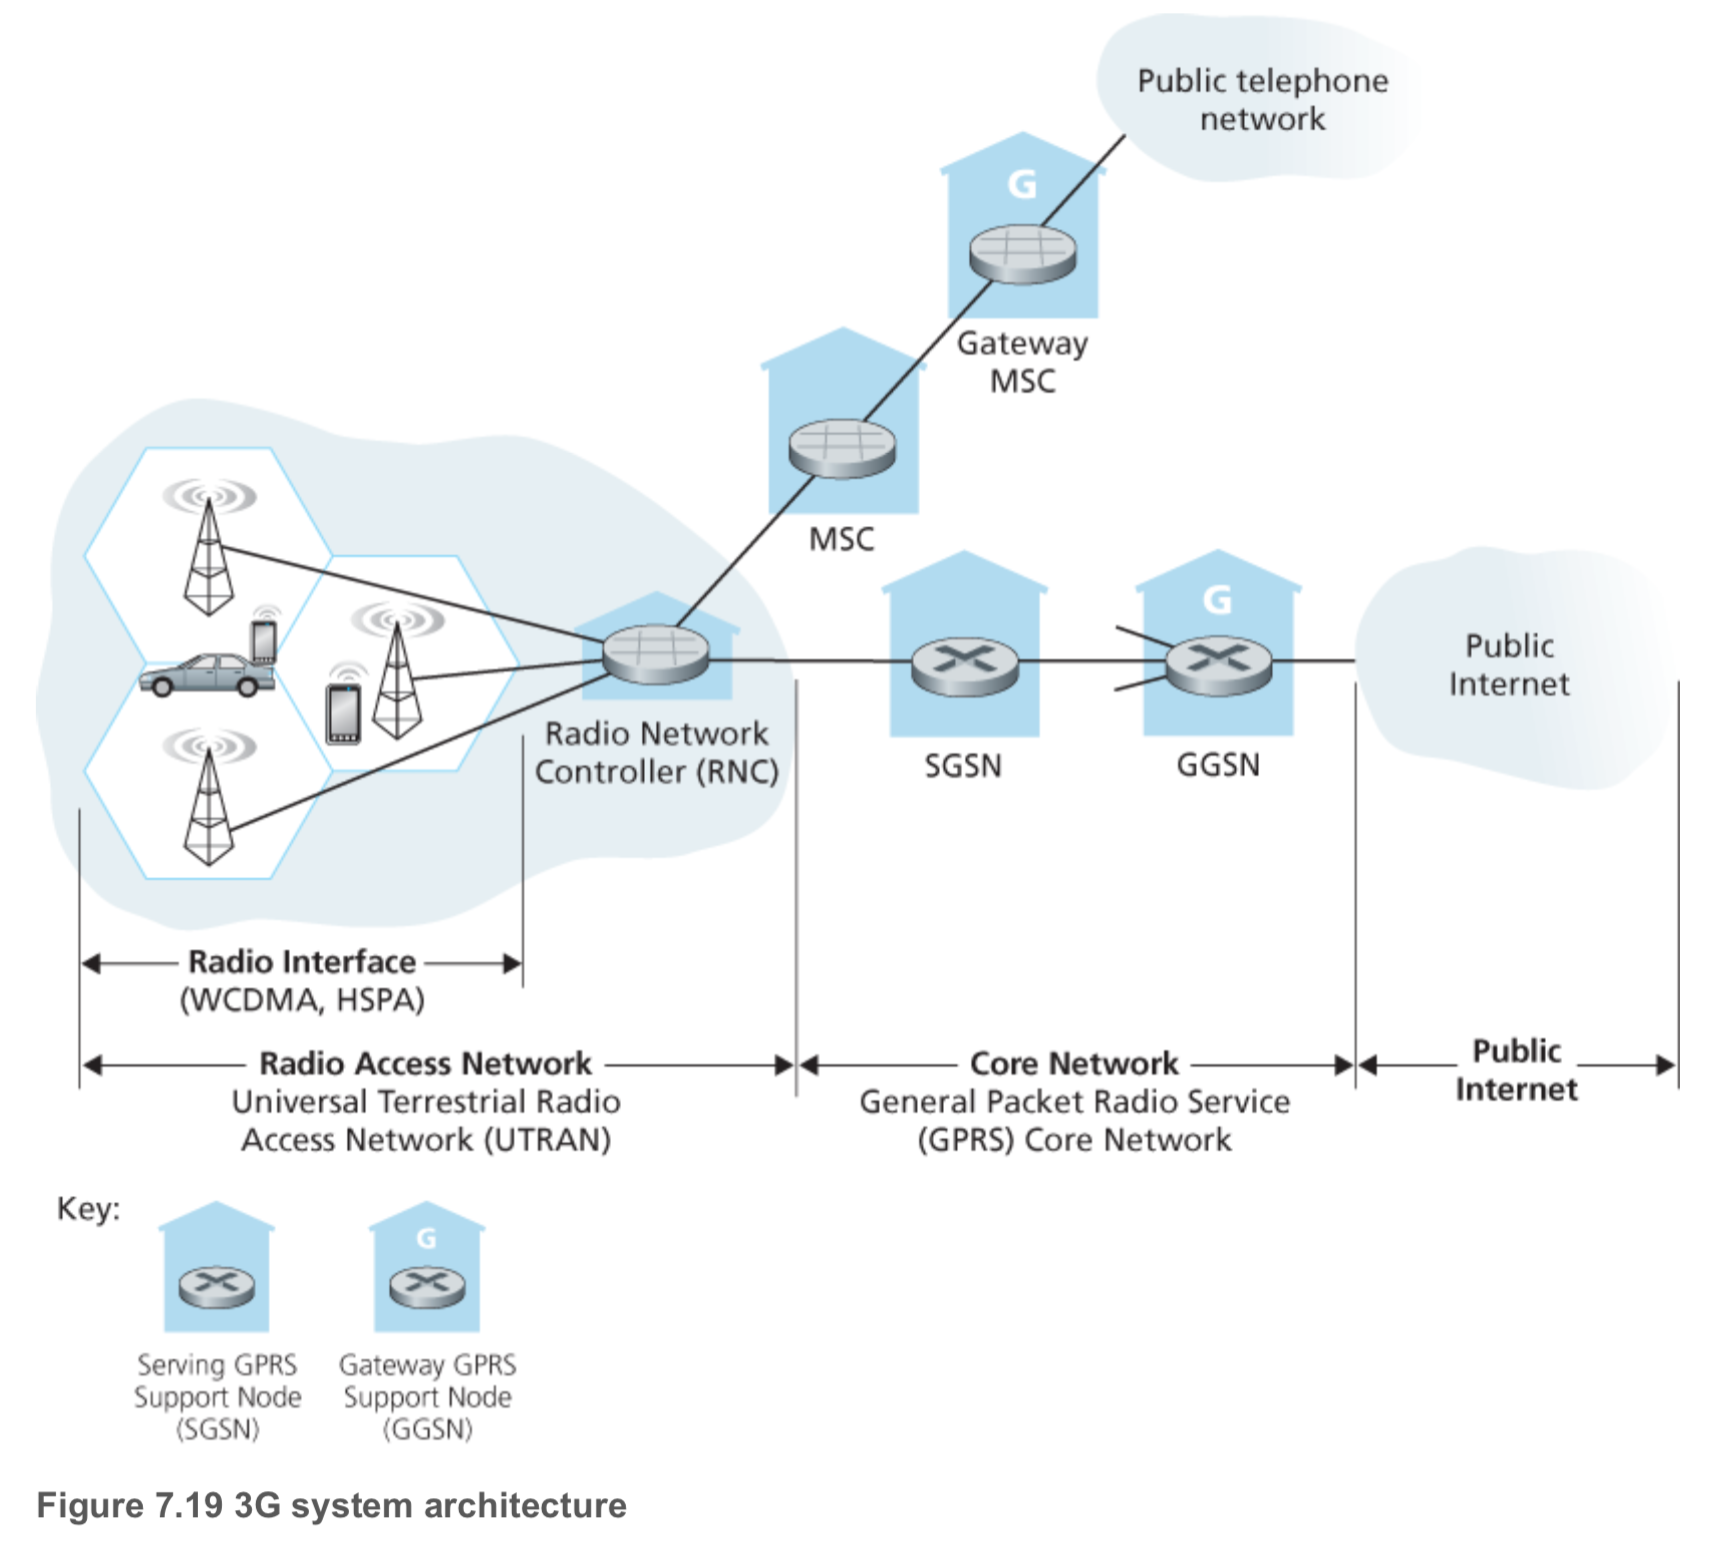 Public telephone
network
G
Gateway
MSC
MSC
G
Public
Internet
Radio Network
Controller (RNC)
SGSN
GGSN
Radio Interface
(WCDMA, HSPA)
Radio Access Network
Universal Terrestrial Radio
Access Network (UTRAN)
Core Network
General Packet Radio Service
(GPRS) Core Network
Public
Internet
Key:
G
Serving GPRS
Support Node
(SGSN)
Gateway GPRS
Support Node
(GGSN)
Figure 7.19 3G system architecture